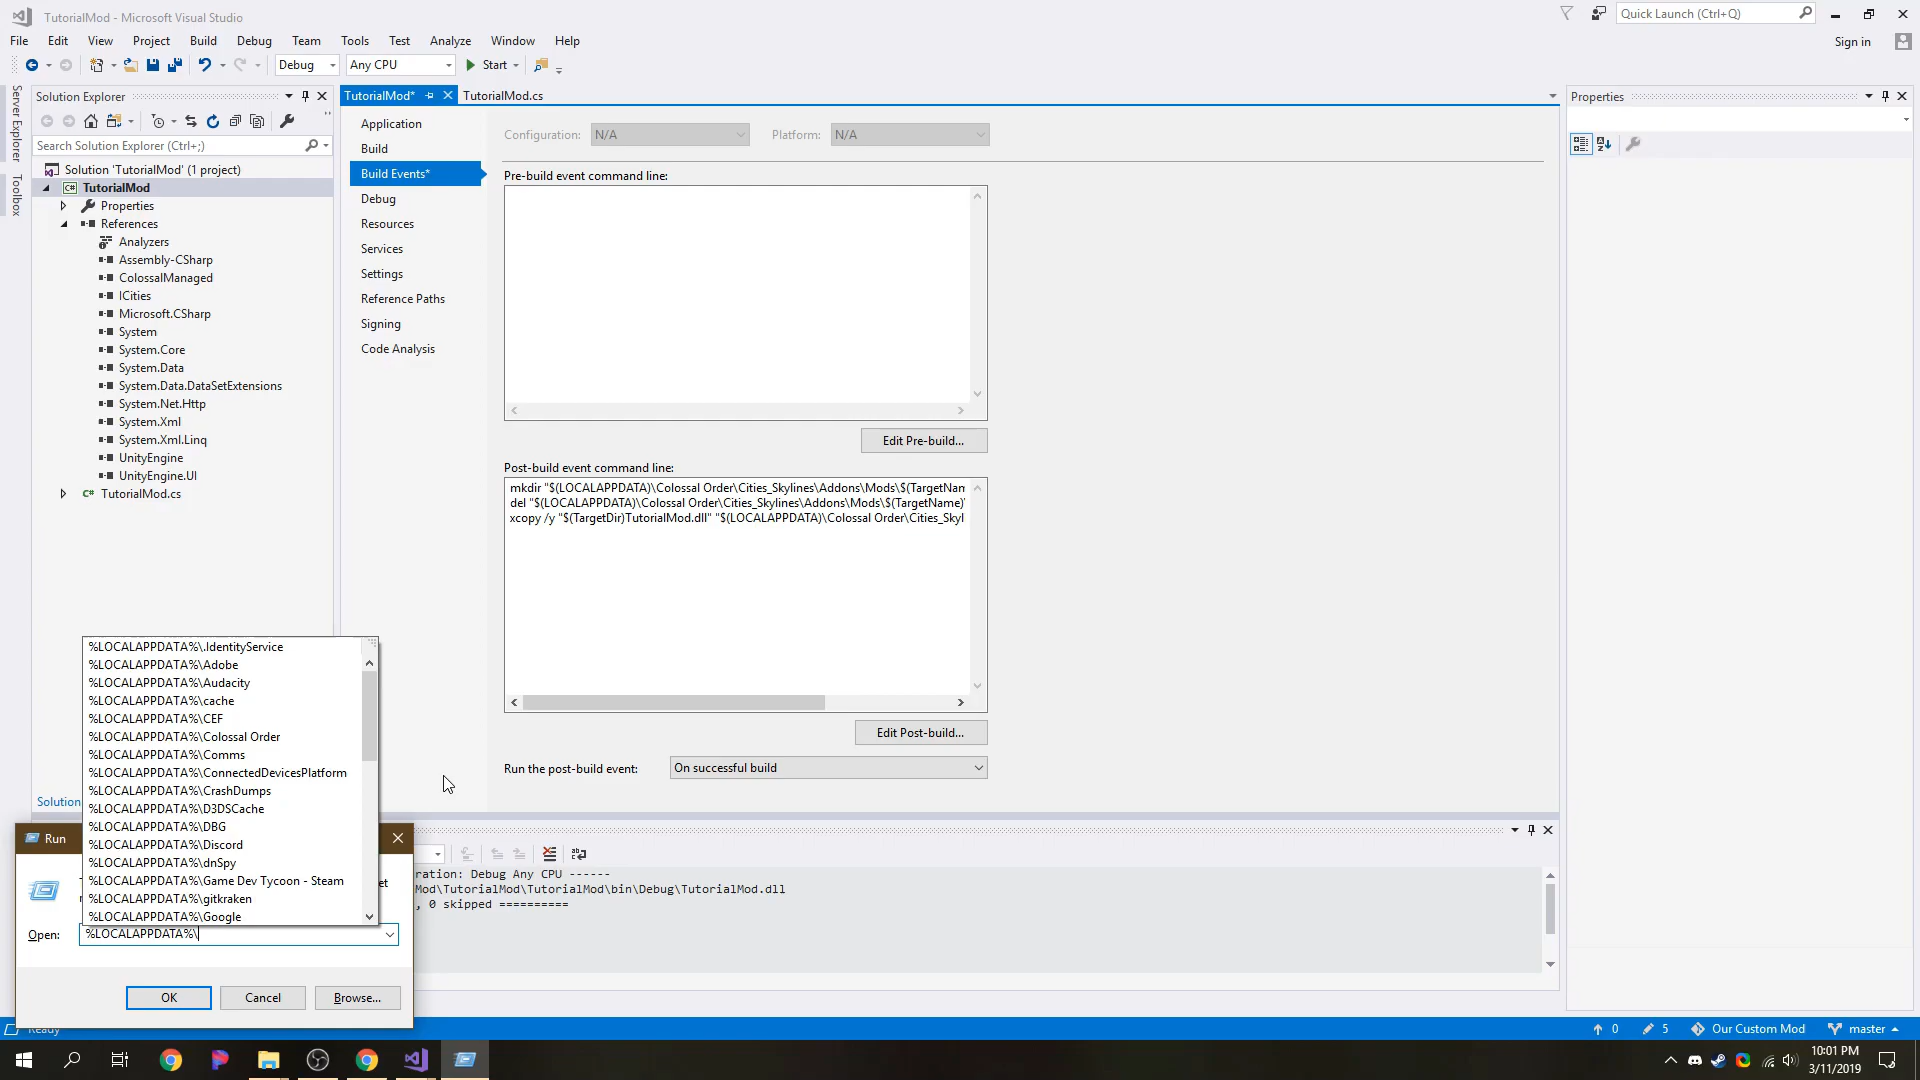 TutorialMod - Microsoft Visual Studio
Quick Launch (Ctrl+Q)
File Edit View Project Build Debug Team Tools Test Analyze Window Help
Sign in
Debug Any CPU Start
Server Explorer
Toolbox
Solution Explorer
Search Solution Explorer (Ctrl+;)
Solution 'TutorialMod' (1 project)
C# TutorialMod
Properties
References
Analyzers
Assembly-CSharp
ColossalManaged
ICities
Microsoft.CSharp
System
System.Core
System.Data
System.Data.DataSetExtensions
System.Net.Http
System.Xml
System.Xml.Linq
UnityEngine
UnityEngine.UI
C# TutorialMod.cs
Solution
TutorialMod* TutorialMod.cs
Application
Build
Build Events*
Debug
Resources
Services
Settings
Reference Paths
Signing
Code Analysis
Configuration: N/A Platform: N/A
Pre-build event command line:
Edit Pre-build...
Post-build event command line:
mkdir "$(LOCALAPPDATA)\Colossal Order\Cities_Skylines\Addons\Mods\$(TargetNam
del "$(LOCALAPPDATA)\Colossal Order\Cities_Skylines\Addons\Mods\$(TargetName)
xcopy /y "$(TargetDir)TutorialMod.dll" "$(LOCALAPPDATA)\Colossal Order\Cities_Skyl
Edit Post-build...
Run the post-build event: On successful build
Properties
ration: Debug Any CPU ------
Mod\TutorialMod\TutorialMod\bin\Debug\TutorialMod.dll
, 0 skipped ==========
%LOCALAPPDATA%\.IdentityService
%LOCALAPPDATA%\Adobe
%LOCALAPPDATA%\Audacity
%LOCALAPPDATA%\cache
%LOCALAPPDATA%\CEF
%LOCALAPPDATA%\Colossal Order
%LOCALAPPDATA%\Comms
%LOCALAPPDATA%\ConnectedDevicesPlatform
%LOCALAPPDATA%\CrashDumps
%LOCALAPPDATA%\D3DSCache
%LOCALAPPDATA%\DBG
%LOCALAPPDATA%\Discord
%LOCALAPPDATA%\dnSpy
%LOCALAPPDATA%\Game Dev Tycoon - Steam
%LOCALAPPDATA%\gitkraken
%LOCALAPPDATA%\Google
Run
et
Open: %LOCALAPPDATA%\
OK Cancel Browse...
Ready
0 5 Our Custom Mod master
10:01 PM
3/11/2019